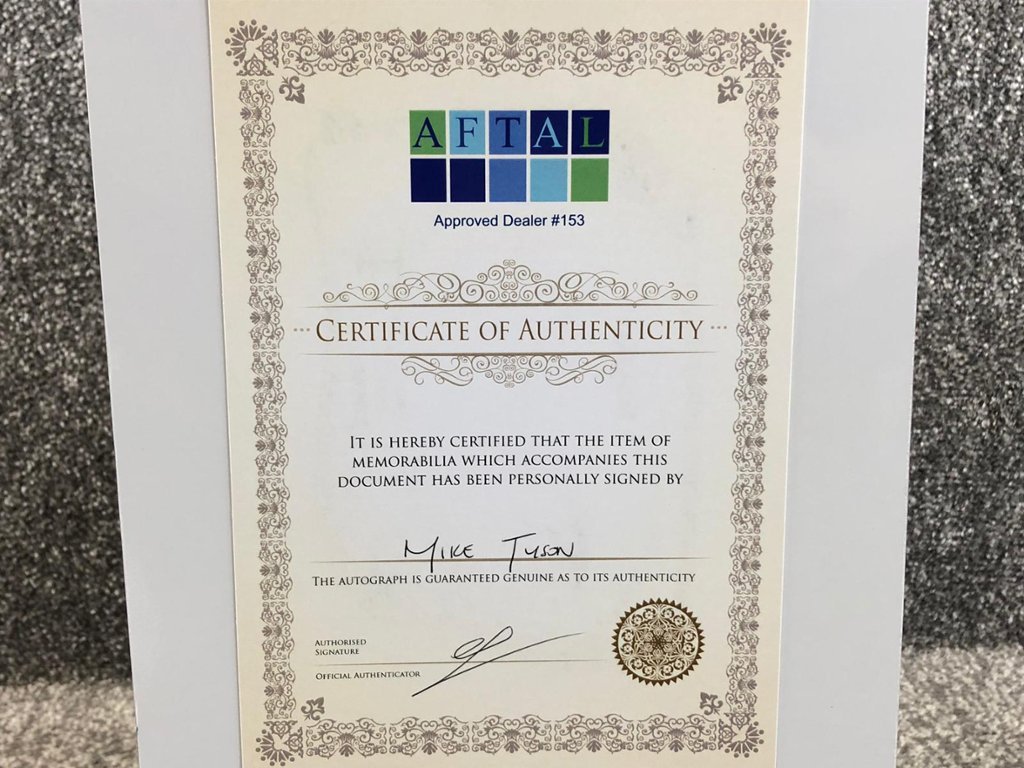 AFTAL
Approved Dealer #153
CERTIFICATE OF AUTHENTICITY
IT IS HEREBY CERTIFIED THAT THE ITEM OF
MEMORABILIA WHICH ACCOMPANIES THIS
DOCUMENT HAS BEEN PERSONALLY SIGNED BY
MIKE TYSON
THE AUTOGRAPH IS GUARANTEED GENUINE AS TO ITS AUTHENTICITY
AUTHORISED
SIGNATURE
OFFICIAL AUTHENTICATOR